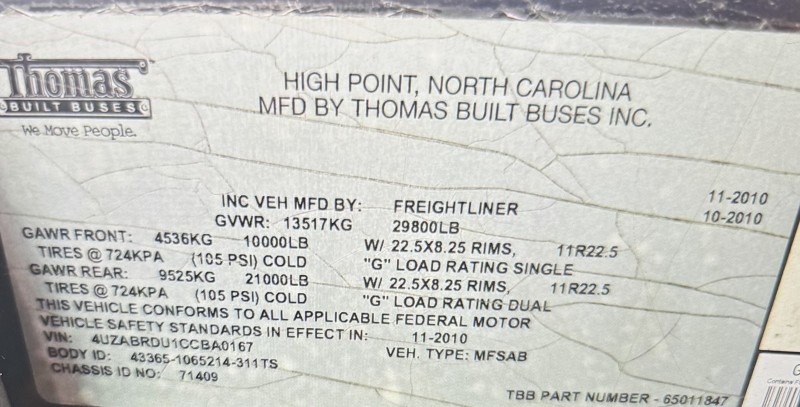 Thomas
BUILT BUSES
We Move People.
HIGH POINT, NORTH CAROLINA
MFD BY THOMAS BUILT BUSES INC.
11-2010
INC VEH MFD BY: FREIGHTLINER 10-2010
GVWR: 13517KG 29800LB
GAWR FRONT: 4536KG 10000LB W/ 22.5X8.25 RIMS, 11R22.5
TIRES @ 724KPA (105 PSI) COLD "G" LOAD RATING SINGLE
GAWR REAR: 9525KG 21000LB W/ 22.5X8.25 RIMS, 11R22.5
TIRES @ 724KPA (105 PSI) COLD "G" LOAD RATING DUAL
THIS VEHICLE CONFORMS TO ALL APPLICABLE FEDERAL MOTOR
VEHICLE SAFETY STANDARDS IN EFFECT IN: 11-2010
VIN: 4UZABRDU1CCBA0167 VEH. TYPE: MFSAB
BODY ID: 43365-1065214-311TS
CHASSIS ID NO: 71409
TBB PART NUMBER - 65011847